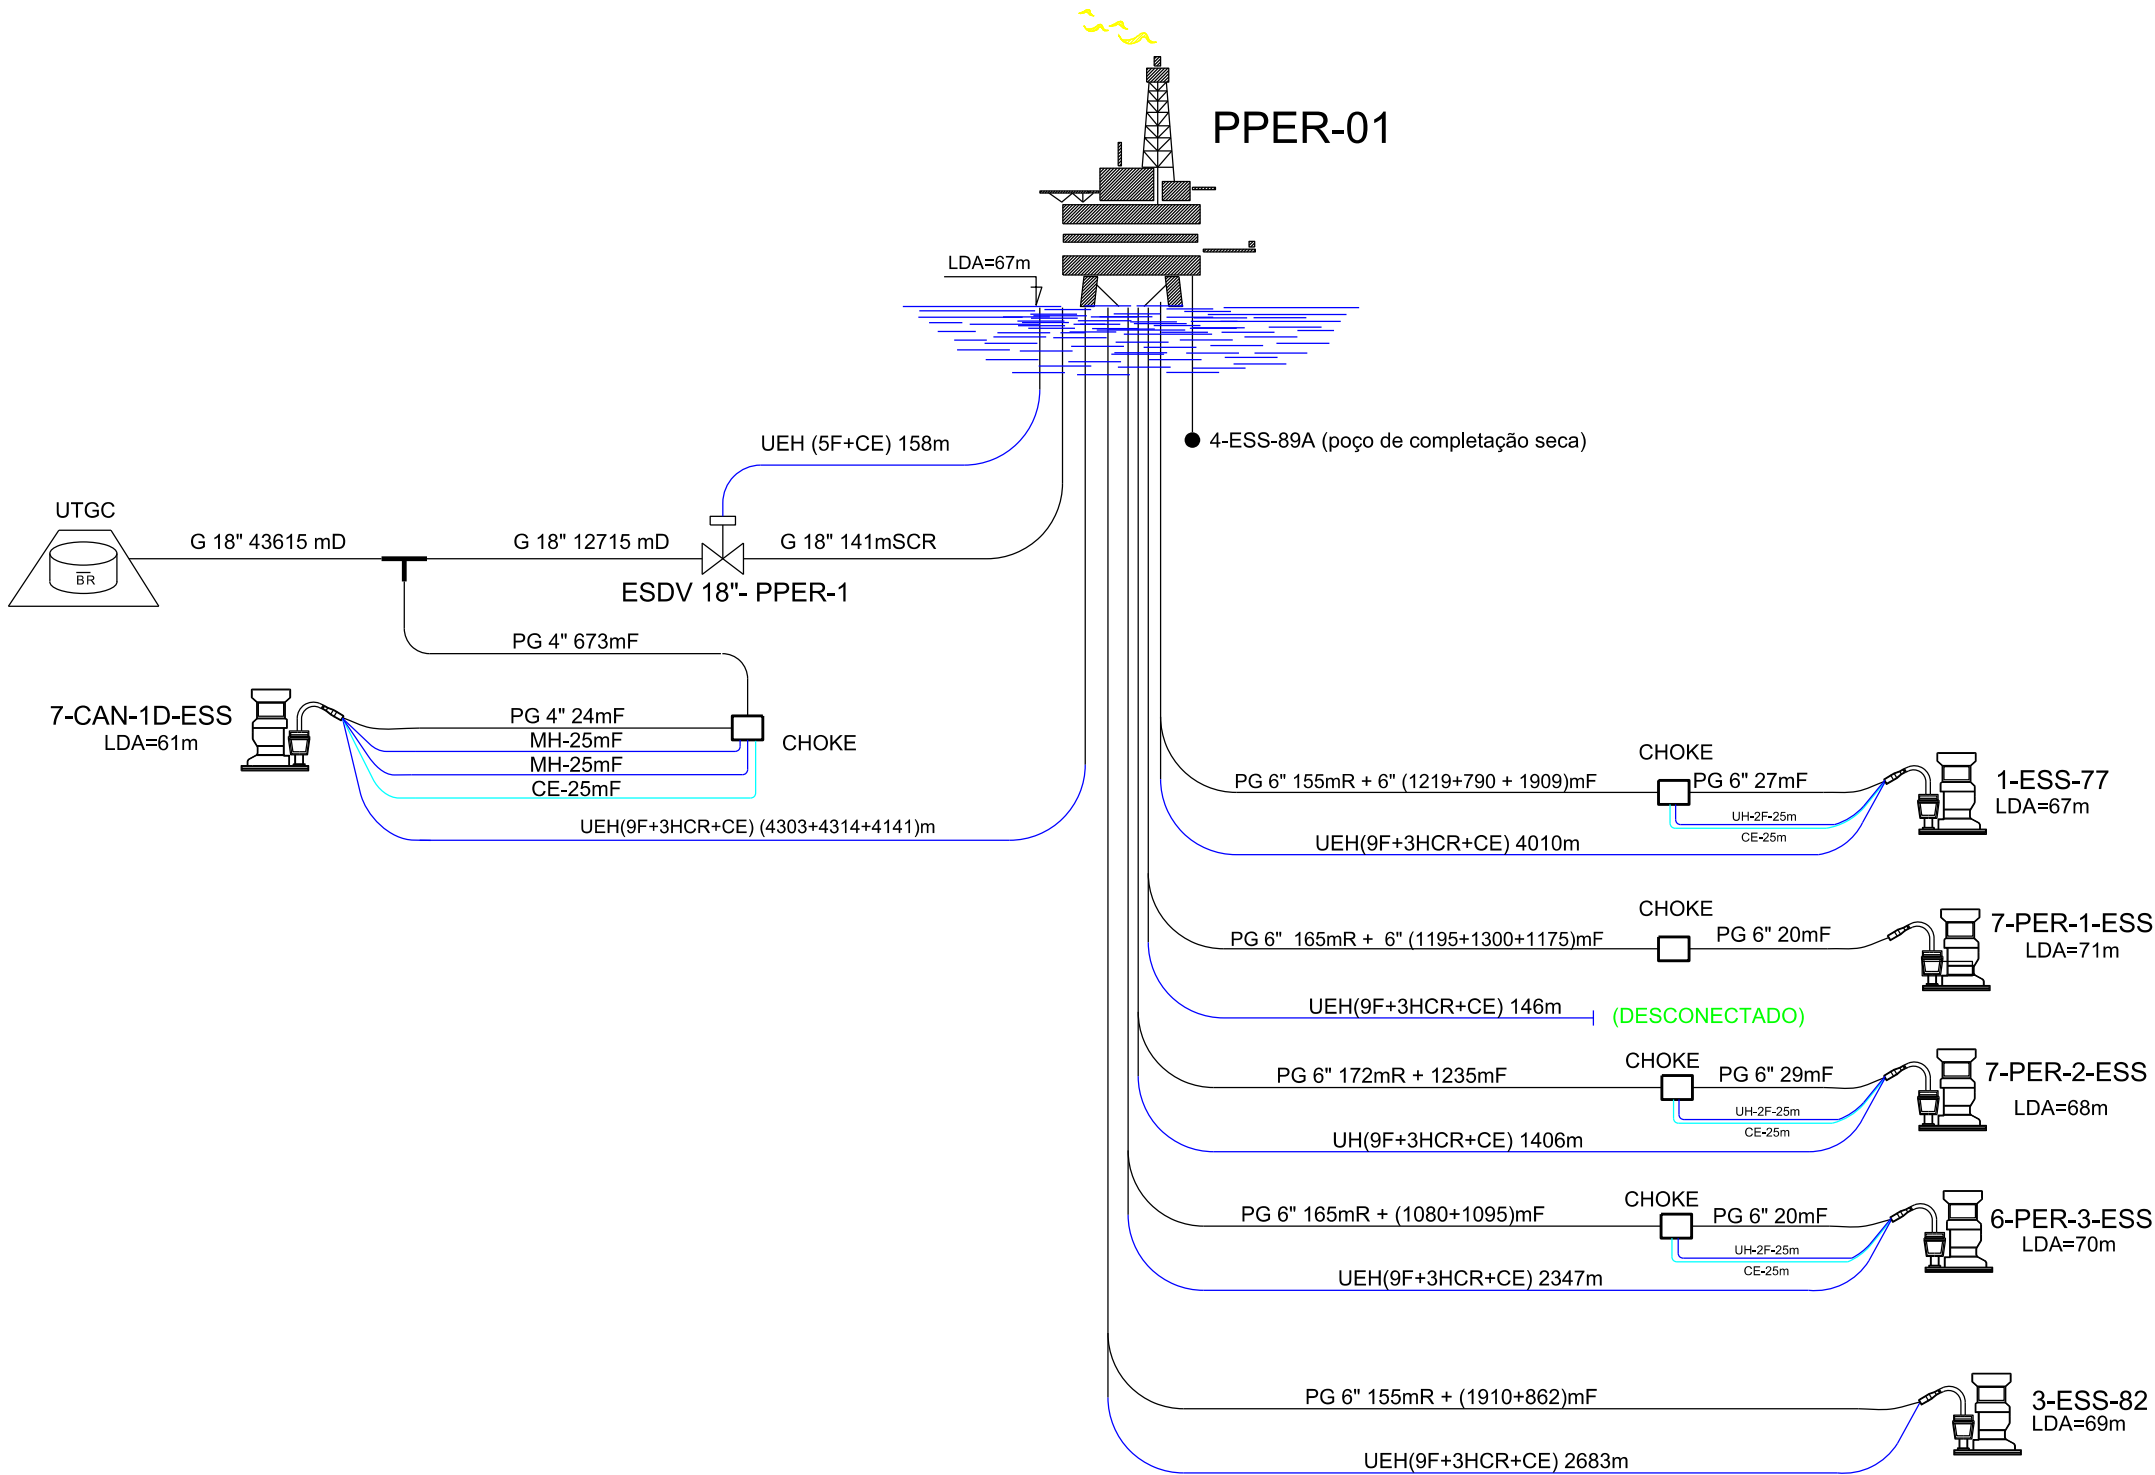 PPER-01
LDA=67m
UEH (5F+CE) 158m
4-ESS-89A (poço de completação seca)
UTGC
BR
G 18" 43615 mD
G 18" 12715 mD
G 18" 141mSCR
ESDV 18"- PPER-1
PG 4" 673mF
7-CAN-1D-ESS
LDA=61m
PG 4" 24mF
MH-25mF
MH-25mF
CE-25mF
CHOKE
UEH(9F+3HCR+CE) (4303+4314+4141)m
CHOKE
PG 6" 155mR + 6" (1219+790 + 1909)mF
PG 6" 27mF
1-ESS-77
LDA=67m
UH-2F-25m
CE-25m
UEH(9F+3HCR+CE) 4010m
CHOKE
PG 6" 165mR + 6" (1195+1300+1175)mF
PG 6" 20mF
7-PER-1-ESS
LDA=71m
UEH(9F+3HCR+CE) 146m
(DESCONECTADO)
CHOKE
PG 6" 172mR + 1235mF
PG 6" 29mF
7-PER-2-ESS
LDA=68m
UH-2F-25m
CE-25m
UH(9F+3HCR+CE) 1406m
CHOKE
PG 6" 165mR + (1080+1095)mF
PG 6" 20mF
6-PER-3-ESS
LDA=70m
UH-2F-25m
CE-25m
UEH(9F+3HCR+CE) 2347m
PG 6" 155mR + (1910+862)mF
3-ESS-82
LDA=69m
UEH(9F+3HCR+CE) 2683m